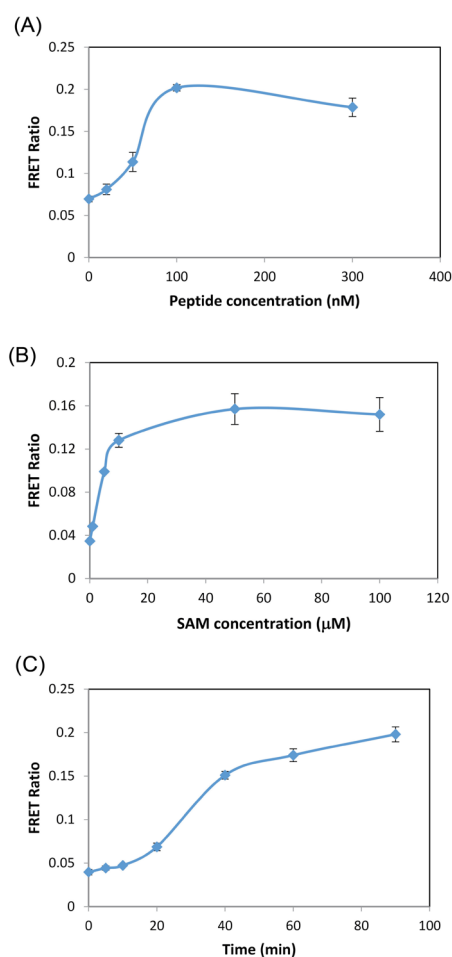 (A)
0.25
0.2
0.15
0.1
0.05
0
FRET Ratio
0 100 200 300 400
Peptide concentration (nM)
(B)
0.2
0.16
0.12
0.08
0.04
0
FRET Ratio
0 20 40 60 80 100 120
SAM concentration (μM)
(C)
0.25
0.2
0.15
0.1
0.05
0
FRET Ratio
0 20 40 60 80 100
Time (min)